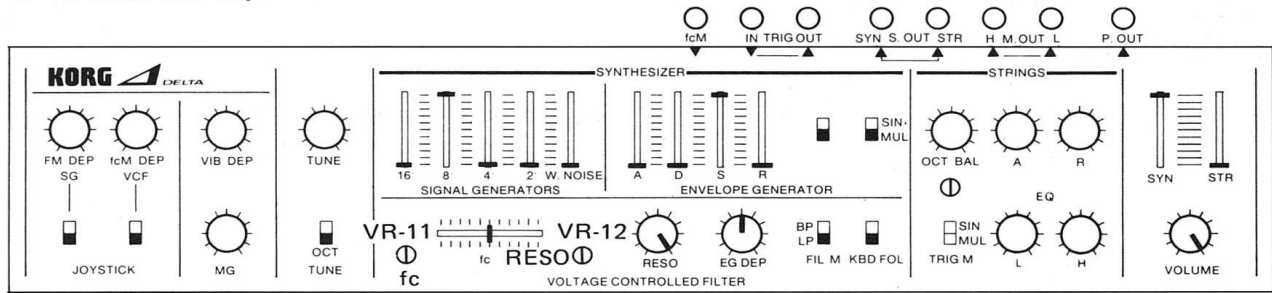 fcM IN TRIG OUT SYN S. OUT STR H M. OUT L P. OUT
KORG DELTA
SYNTHESIZER
STRINGS
FM DEP fcM DEP VIB DEP TUNE
SG VCF
16' 8' 4' 2' W. NOISE
SIGNAL GENERATORS
A D S R
ENVELOPE GENERATOR
SIN·
MUL
OCT BAL A R
SYN STR
EQ
JOYSTICK
MG
OCT
TUNE
VR-11
fc
fc
VR-12
RESO
RESO EG DEP
BP
LP
FIL M KBD FOL
VOLTAGE CONTROLLED FILTER
SIN
MUL
TRIG M L H
VOLUME